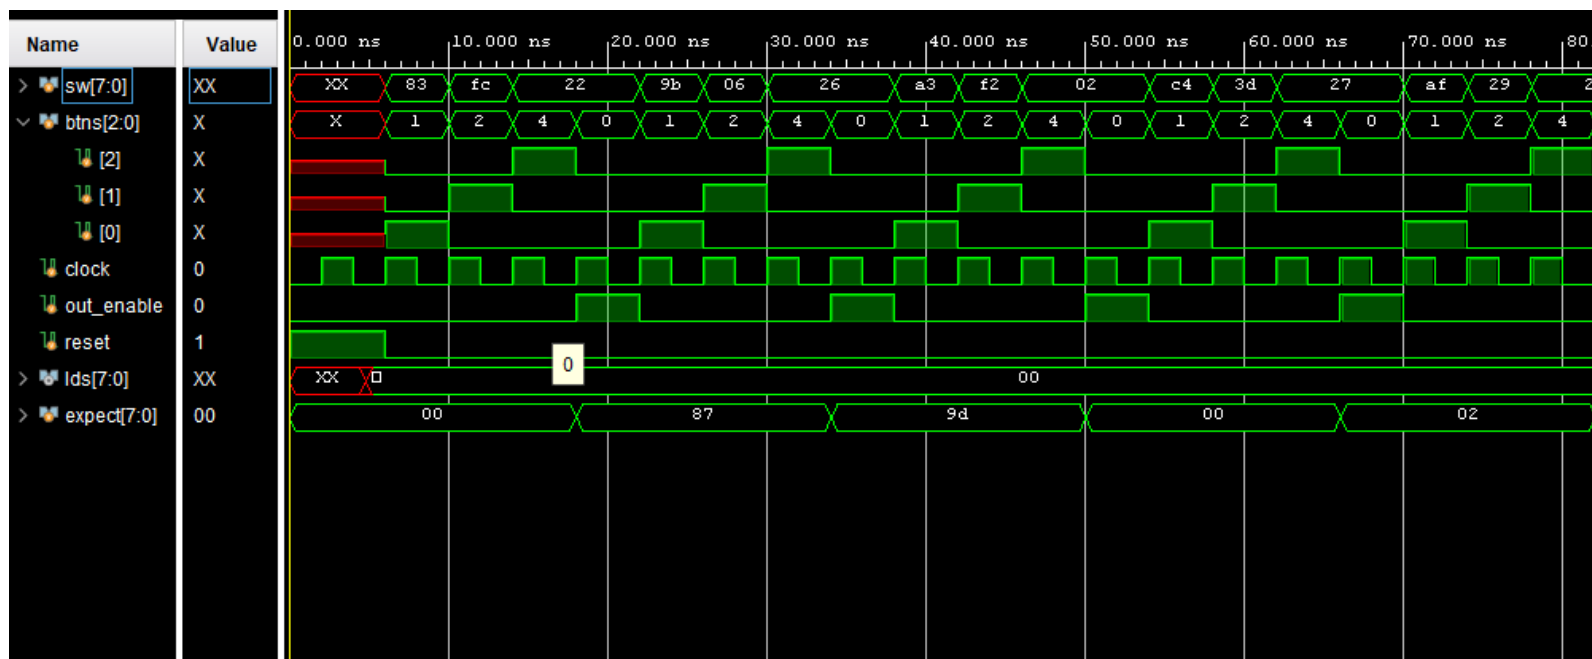 Name Value 0.000 ns 10.000 ns 20.000 ns 30.000 ns 40.000 ns 50.000 ns 60.000 ns 70.000 ns 80
sw[7:0] XX XX 83 fc 22 9b 06 26 a3 f2 02 c4 3d 27 af 29 2
btns[2:0] X X 1 2 4 0 1 2 4 0 1 2 4 0 1 2 4 0 1 2 4
[2] X
[1] X
[0] X
clock 0
out_enable 0
reset 1
0
lds[7:0] XX XX 00
expect[7:0] 00 00 87 9d 00 02